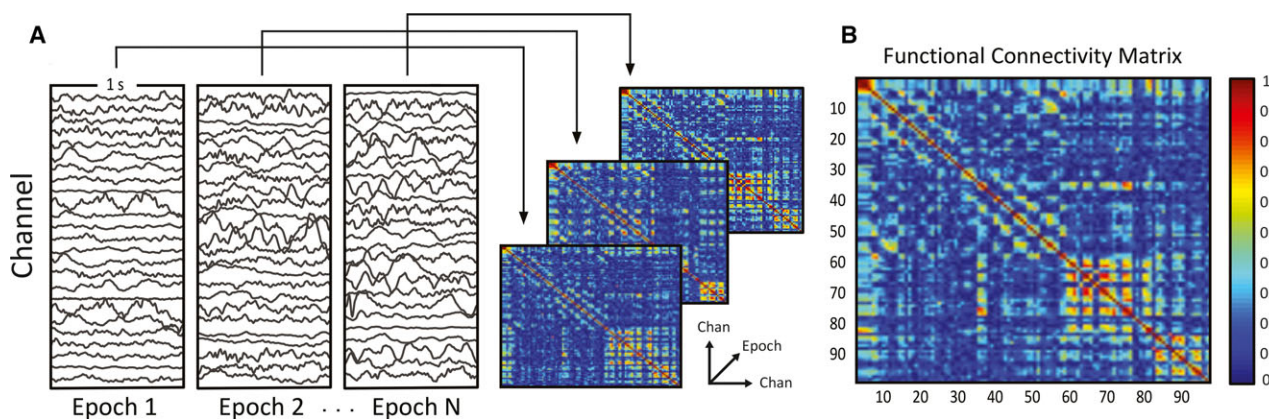 A
1 s
Channel
Epoch 1
Epoch 2
. . .
Epoch N
Chan
Epoch
Chan
B
Functional Connectivity Matrix
10
20
30
40
50
60
70
80
90
10 20 30 40 50 60 70 80 90
1
0
0
0
0
0
0
0
0
0
0